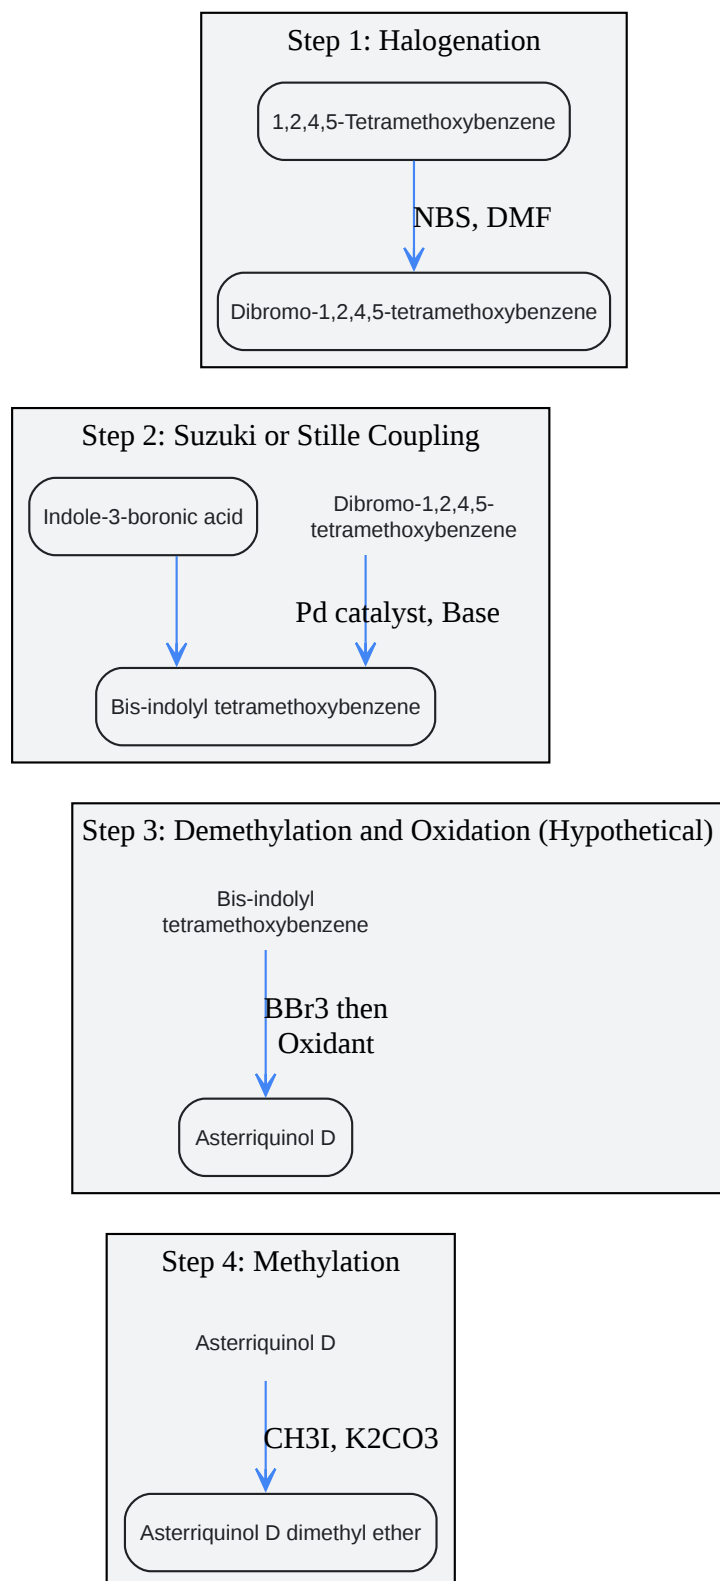 Step 1: Halogenation
1,2,4,5-Tetramethoxybenzene
NBS, DMF
Dibromo-1,2,4,5-tetramethoxybenzene
Step 2: Suzuki or Stille Coupling
Indole-3-boronic acid
Dibromo-1,2,4,5-
tetramethoxybenzene
Pd catalyst, Base
Bis-indolyl tetramethoxybenzene
Step 3: Demethylation and Oxidation (Hypothetical)
Bis-indolyl
tetramethoxybenzene
BBr3 then
Oxidant
Asterriquinol D
Step 4: Methylation
Asterriquinol D
CH3I, K2CO3
Asterriquinol D dimethyl ether